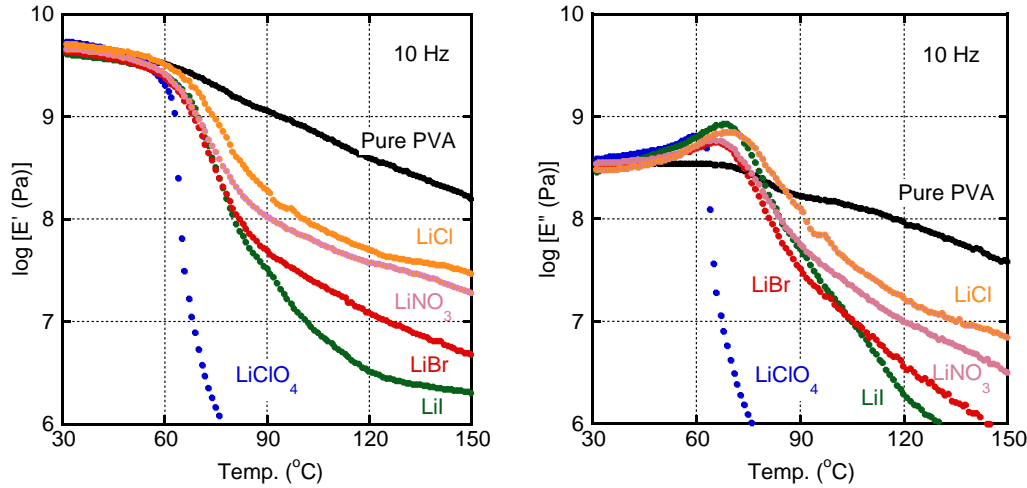 10
9
8
7
6
log [E' (Pa)]
10 Hz
Pure PVA
LiCl
LiNO3
LiBr
LiI
LiClO4
30 60 90 120 150
Temp. (°C)
10
9
8
7
6
log [E" (Pa)]
10 Hz
Pure PVA
LiCl
LiBr
LiNO3
LiClO4
LiI
30 60 90 120 150
Temp. (°C)